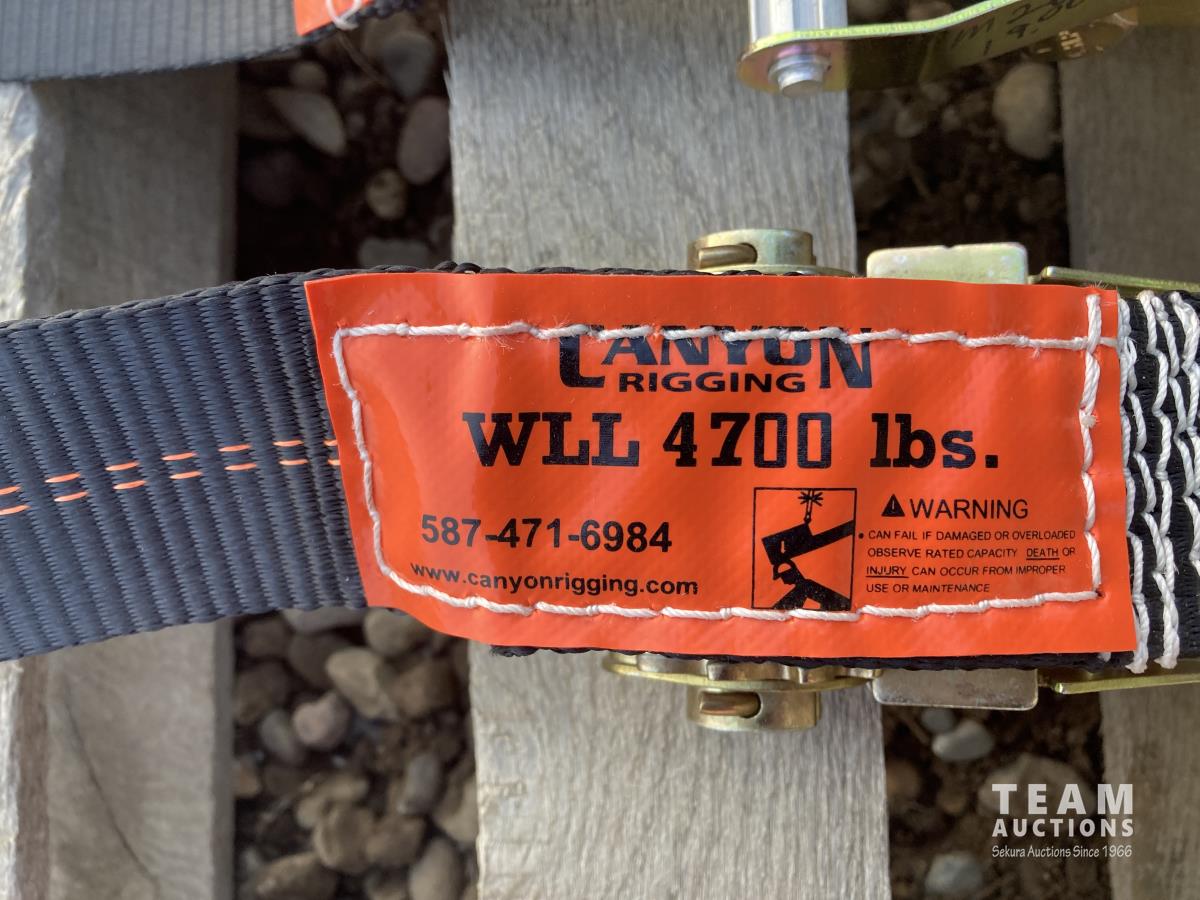 CANYON
RIGGING
WLL 4700 lbs.
587-471-6984
www.canyonrigging.com
WARNING
• CAN FAIL IF DAMAGED OR OVERLOADED
OBSERVE RATED CAPACITY DEATH OR
INJURY CAN OCCUR FROM IMPROPER
USE OR MAINTENANCE
TEAM
AUCTIONS
Sekura Auctions Since 1966